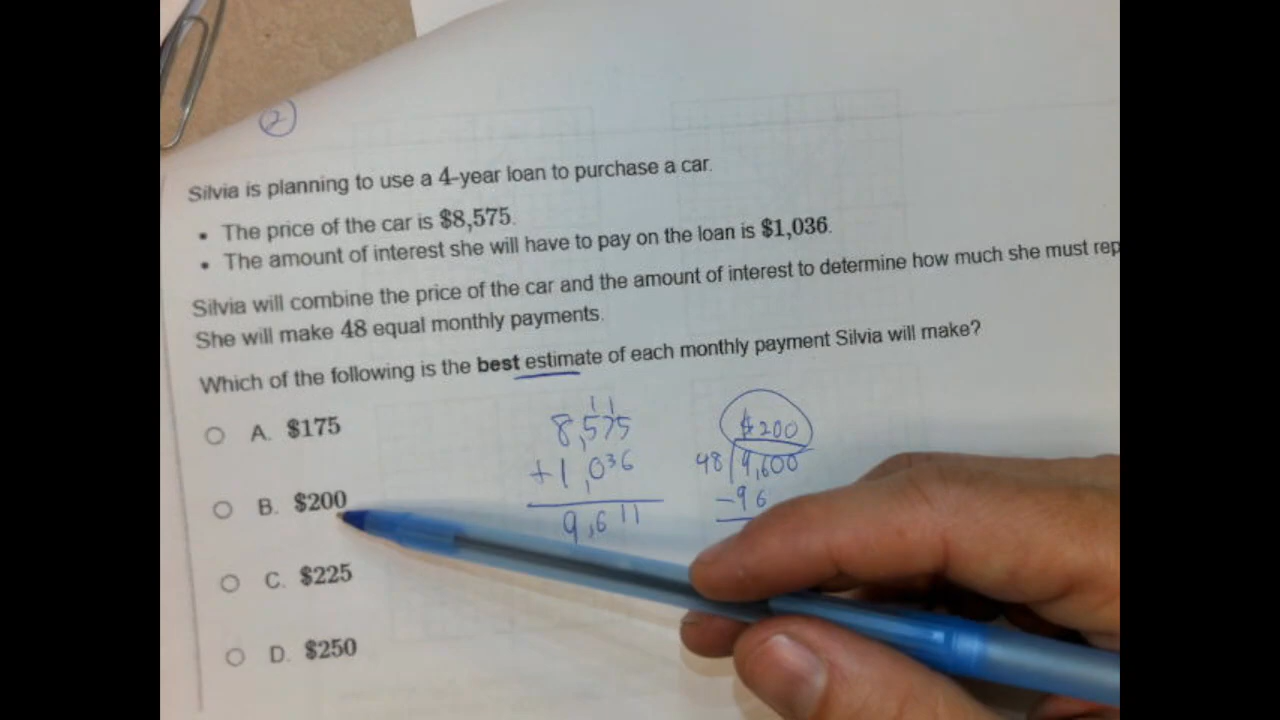 2
Silvia is planning to use a 4-year loan to purchase a car.
• The price of the car is $8,575.
• The amount of interest she will have to pay on the loan is $1,036.
Silvia will combine the price of the car and the amount of interest to determine how much she must rep
She will make 48 equal monthly payments.
Which of the following is the best estimate of each monthly payment Silvia will make?
A. $175
B. $200
C. $225
D. $250
1 1
8,575
+1,036
9,611
$200
48 9,600
-96